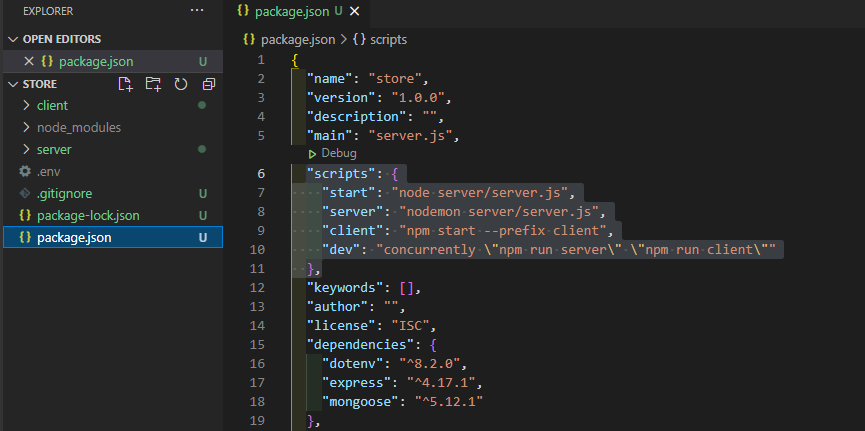 EXPLORER
···
OPEN EDITORS
{} package.json U
STORE
client
node_modules
server
.env
.gitignore U
{} package-lock.json U
{} package.json U
{} package.json U
{} package.json > {} scripts
1 {
2 "name": "store",
3 "version": "1.0.0",
4 "description": "",
5 "main": "server.js",
Debug
6 "scripts": {
7 "start": "node server/server.js",
8 "server": "nodemon server/server.js",
9 "client": "npm start --prefix client",
10 "dev": "concurrently \"npm run server\" \"npm run client\""
11 },
12 "keywords": [],
13 "author": "",
14 "license": "ISC",
15 "dependencies": {
16 "dotenv": "^8.2.0",
17 "express": "^4.17.1",
18 "mongoose": "^5.12.1"
19 },